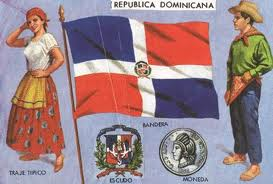 REPUBLICA DOMINICANA
BANDERA
TRAJE TIPICO
ESCUDO
MONEDA